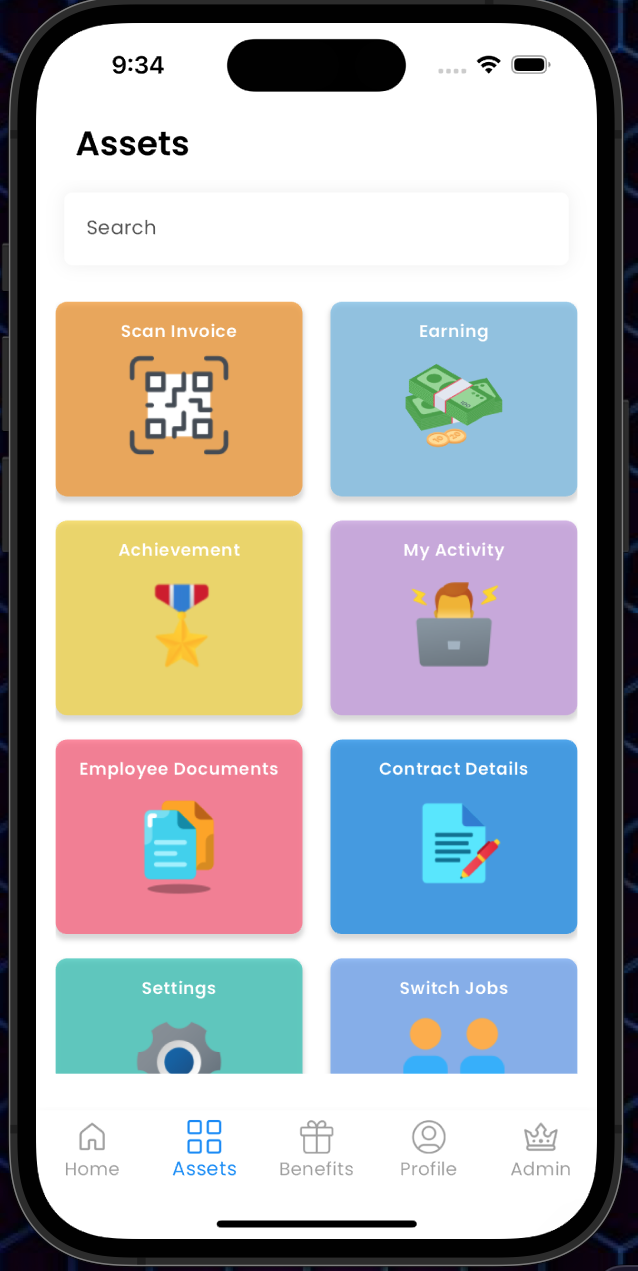 9:34
Assets
Search
Scan Invoice
Earning
Achievement
My Activity
Employee Documents
Contract Details
Settings
Switch Jobs
Home
Assets
Benefits
Profile
Admin